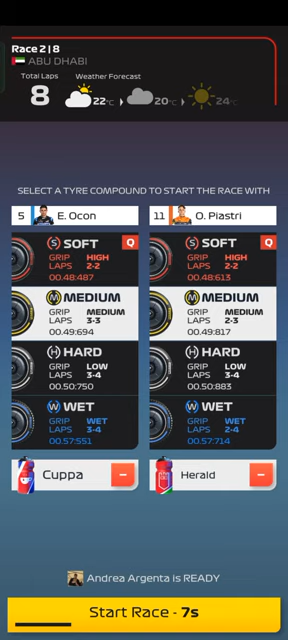 Race 2|8
ABU DHABI
Total Laps
Weather Forecast
8
22°C
20°C
24°C
SELECT A TYRE COMPOUND TO START THE RACE WITH
5 E. Ocon
11 O. Piastri
S SOFT Q
GRIP HIGH
LAPS 2-2
00:48:487
S SOFT Q
GRIP HIGH
LAPS 2-2
00:48:613
M MEDIUM
GRIP MEDIUM
LAPS 3-3
00:49:694
M MEDIUM
GRIP MEDIUM
LAPS 2-3
00:49:817
H HARD
GRIP LOW
LAPS 3-4
00:50:750
H HARD
GRIP LOW
LAPS 3-4
00:50:883
W WET
GRIP WET
LAPS 3-4
00:57:551
W WET
GRIP WET
LAPS 2-4
00:57:714
Cuppa
Herald
Andrea Argenta is READY
Start Race - 7s